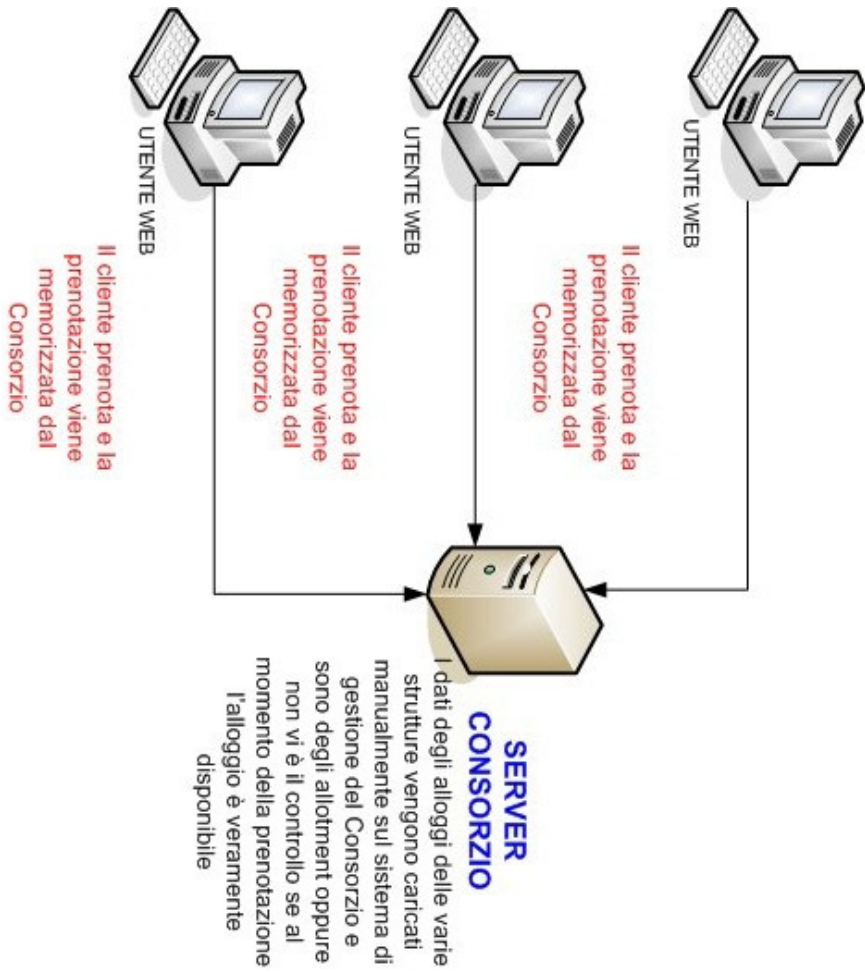 UTENTE WEB
Il cliente prenota e la
prenotazione viene
memorizzata dal
Consorzio
SERVER
CONSORZIO
I dati degli alloggi delle varie
strutture vengono caricati
manualmente sul sistema di
gestione del Consorzio e
sono degli allotment oppure
non vi è il controllo se al
momento della prenotazione
l'alloggio è veramente
disponibile
UTENTE WEB
Il cliente prenota e la
prenotazione viene
memorizzata dal
Consorzio
UTENTE WEB
Il cliente prenota e la
prenotazione viene
memorizzata dal
Consorzio